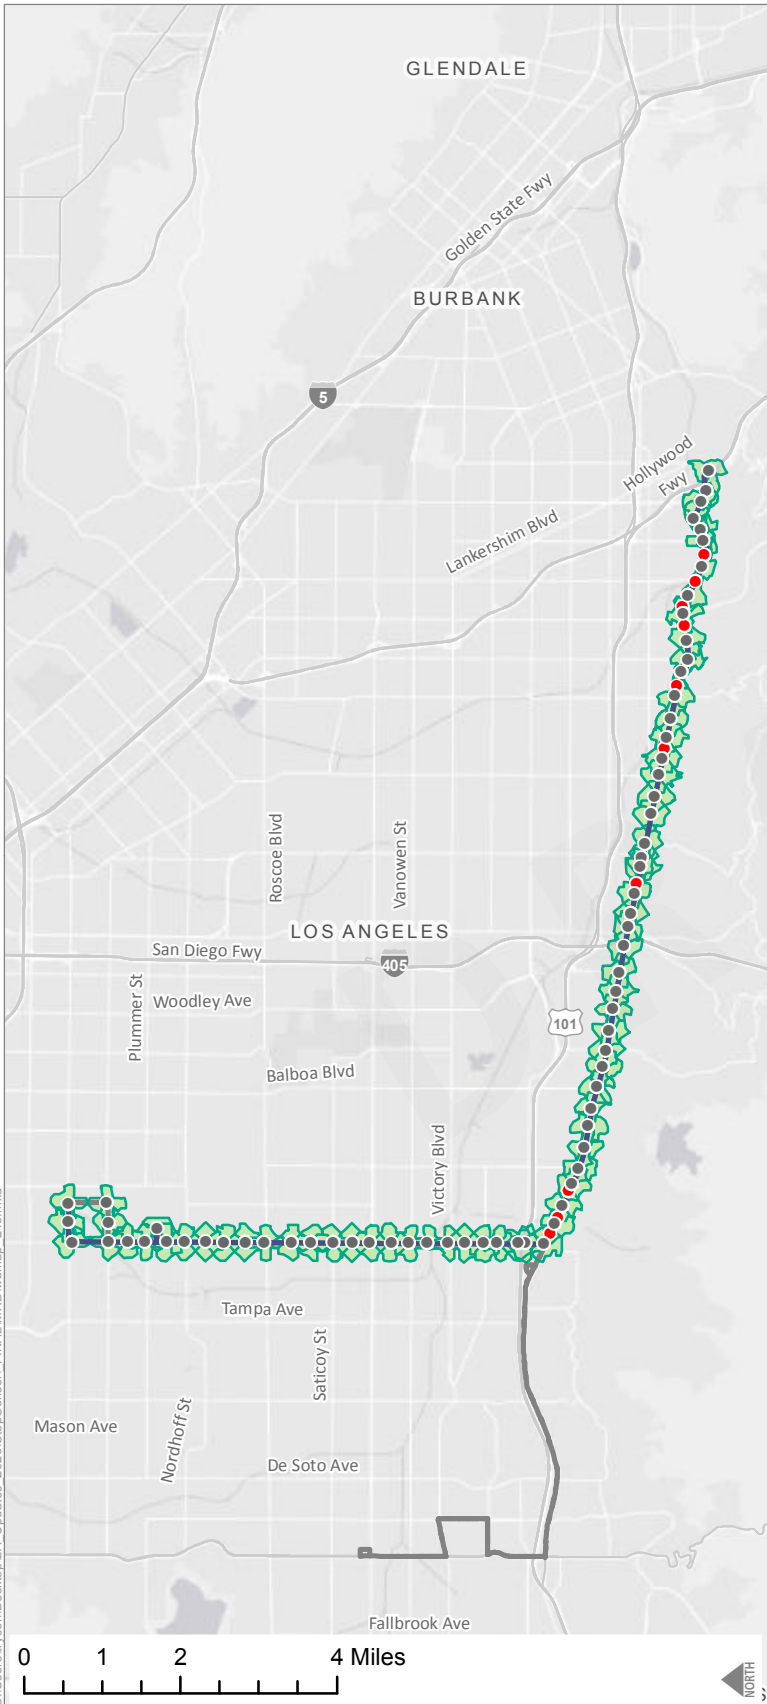 GLENDALE
Golden State Fwy
BURBANK
5
Hollywood
Fwy
Lankershim Blvd
Roscoe Blvd
Vanowen St
LOS ANGELES
San Diego Fwy
405
Plummer St
Woodley Ave
101
Balboa Blvd
Victory Blvd
Tampa Ave
Saticoy St
Mason Ave
Nordhoff St
De Soto Ave
Fallbrook Ave
0 1 2 4 Miles
NORTH